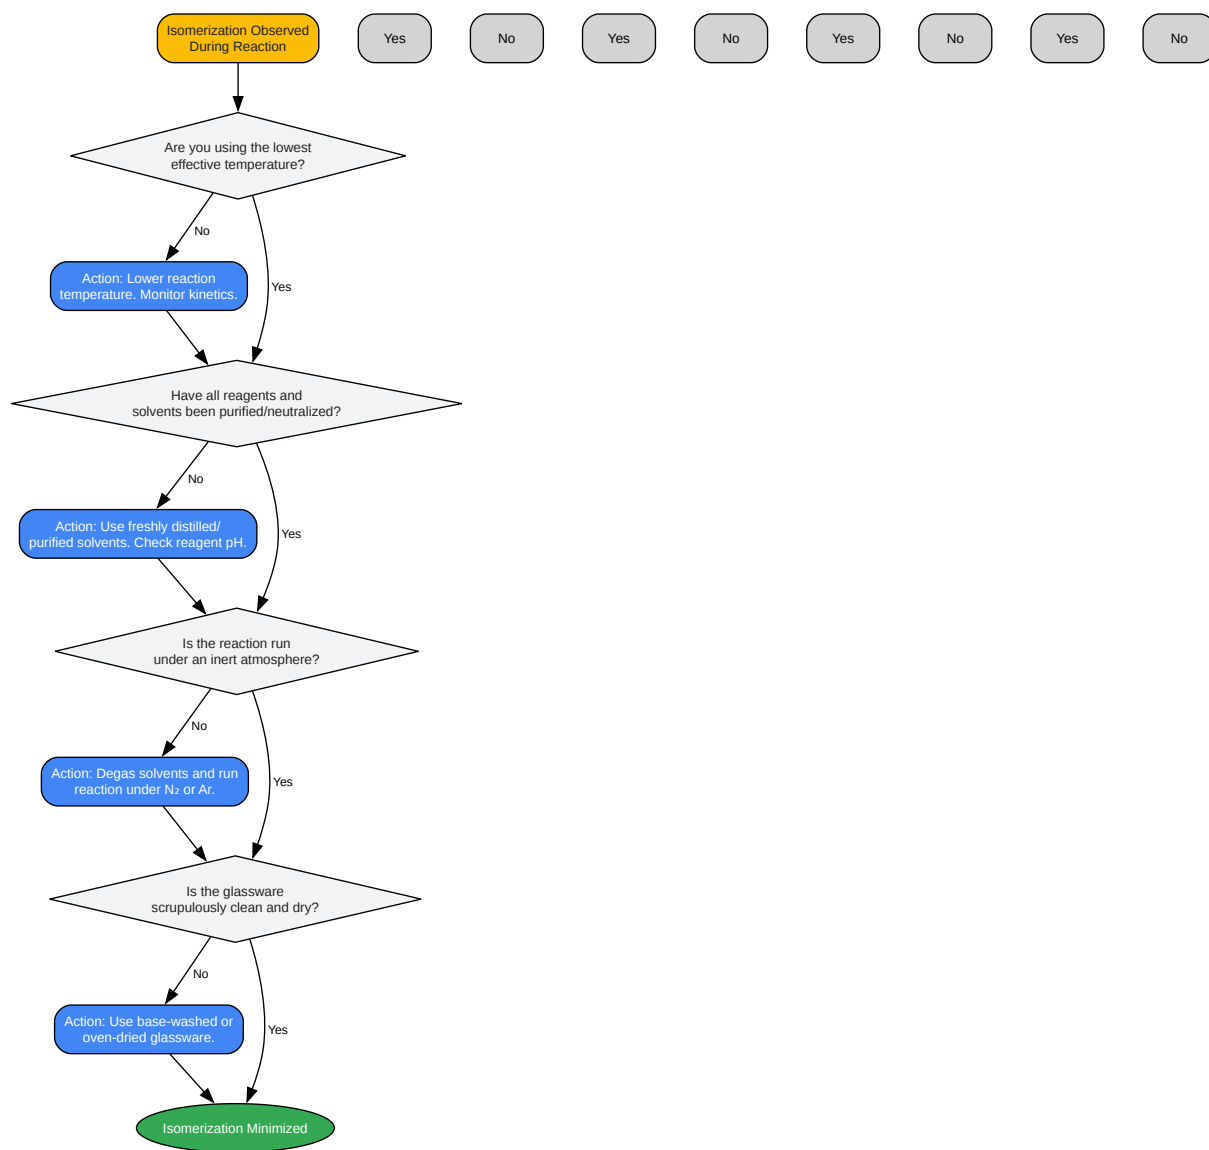 Isomerization Observed
During Reaction
Yes
No
Yes
No
Yes
No
Yes
No
Are you using the lowest
effective temperature?
No
Action: Lower reaction
temperature. Monitor kinetics.
Yes
Have all reagents and
solvents been purified/neutralized?
No
Action: Use freshly distilled/
purified solvents. Check reagent pH.
Yes
Is the reaction run
under an inert atmosphere?
No
Action: Degas solvents and run
reaction under N₂ or Ar.
Yes
Is the glassware
scrupulously clean and dry?
No
Action: Use base-washed or
oven-dried glassware.
Yes
Isomerization Minimized